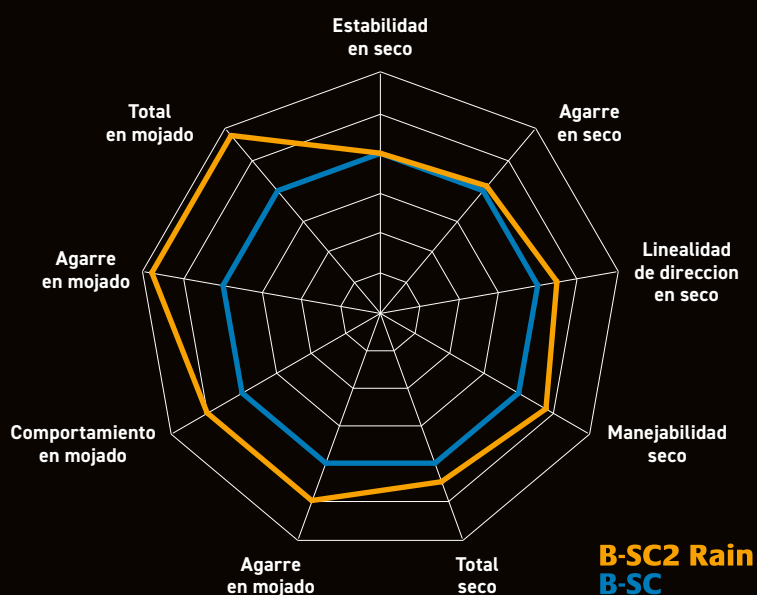 Estabilidad
en seco
Total
en mojado
Agarre
en seco
Agarre
en mojado
Linealidad
de direccion
en seco
Comportamiento
en mojado
Manejabilidad
seco
Agarre
en mojado
Total
seco
B-SC2 Rain
B-SC